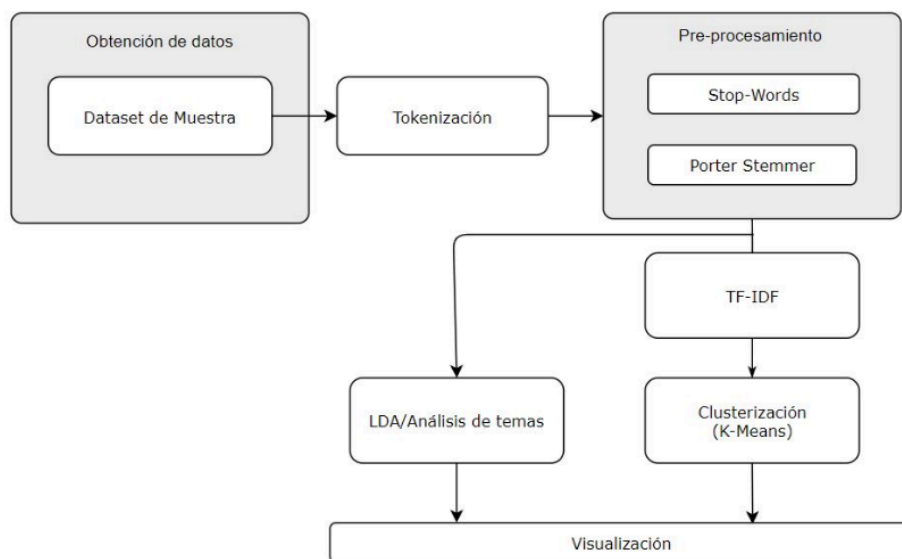 Obtención de datos
Dataset de Muestra
Tokenización
Pre-procesamiento
Stop-Words
Porter Stemmer
TF-IDF
LDA/Análisis de temas
Clusterización
(K-Means)
Visualización